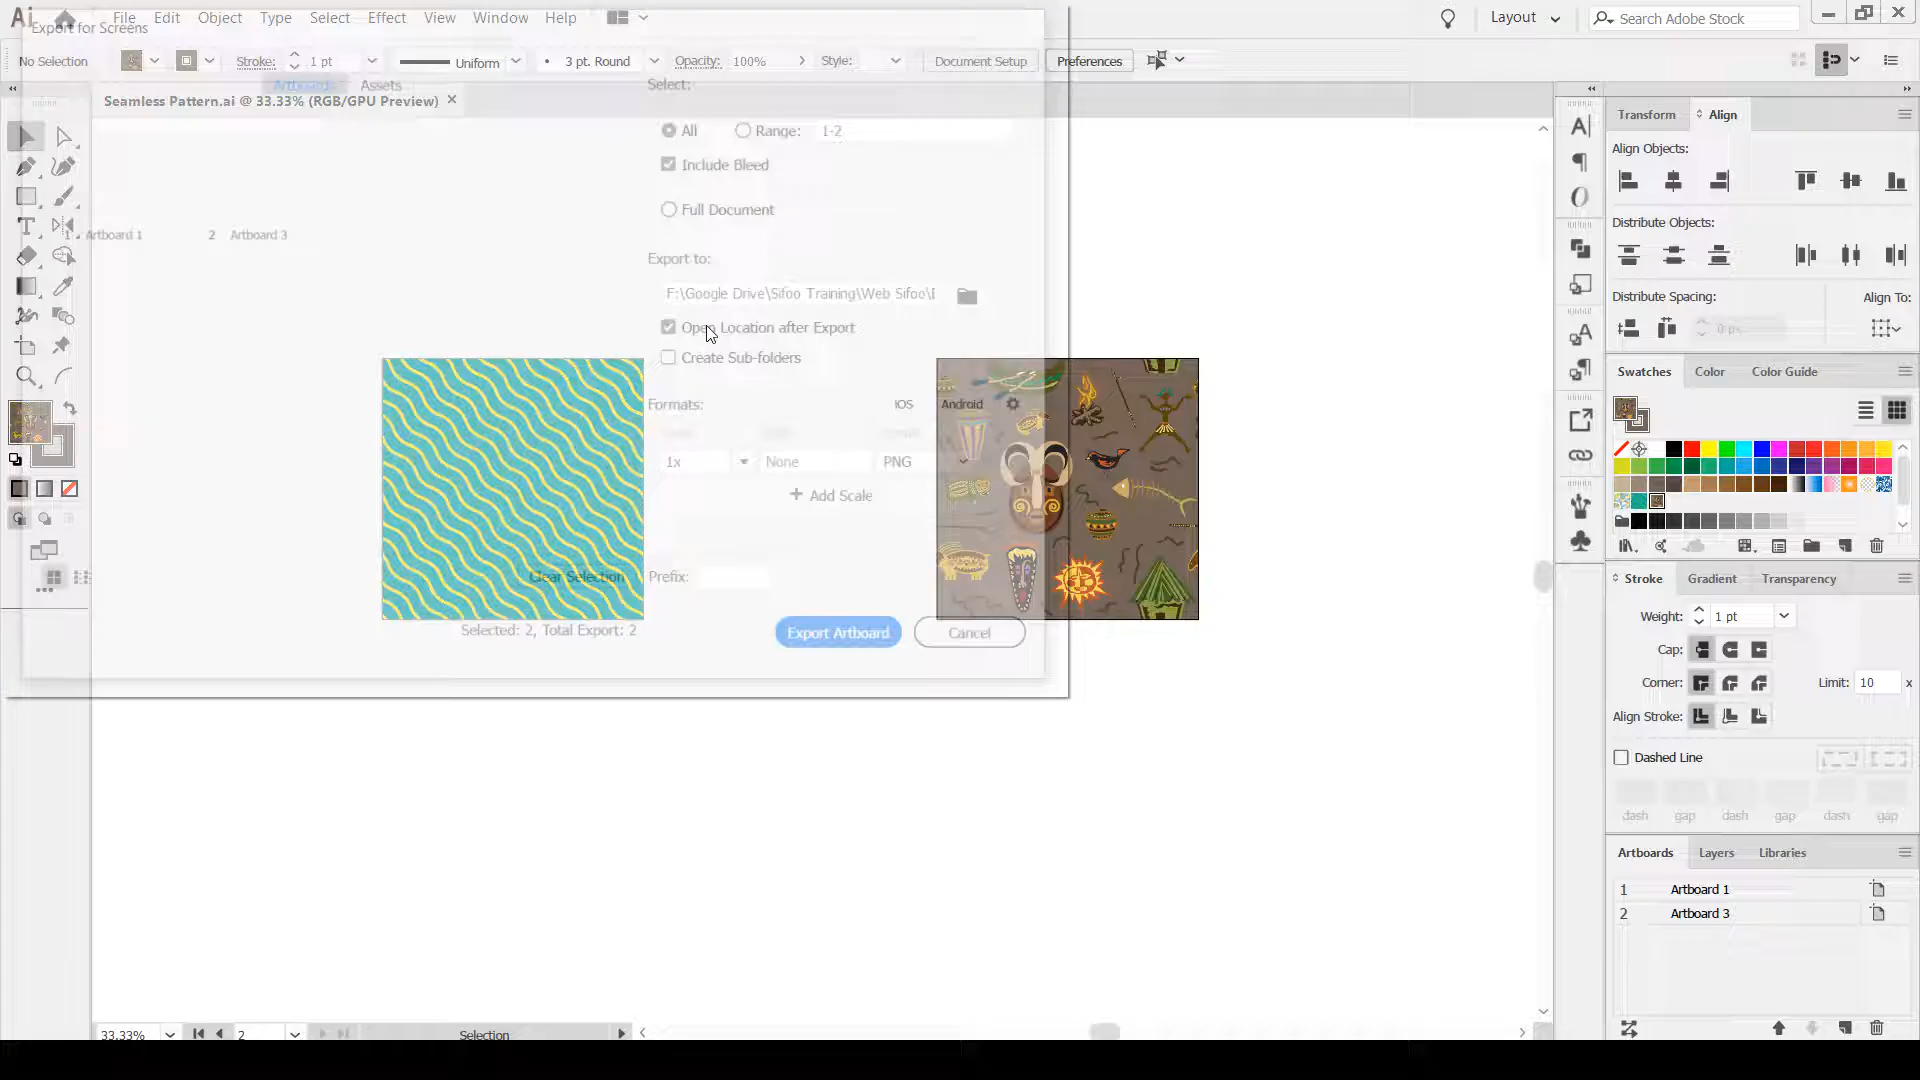 Ai File Edit Object Type Select Effect View Window Help Layout Search Adobe Stock
Export for Screens
No Selection Stroke: 1 pt Uniform 3 pt. Round Opacity: 100% Style: Document Setup Preferences
Artboards Assets Select:
Seamless Pattern.ai @ 33.33% (RGB/GPU Preview)
All Range: 1-2
Include Bleed
Full Document
1 Artboard 1 2 Artboard 3
Export to:
F:\Google Drive\Sifoo Training\Web Sifoo\I
Open Location after Export
Create Sub-folders
Formats: iOS Android
1x None PNG
+ Add Scale
Clear Selection Prefix:
Selected: 2, Total Export: 2 Export Artboard Cancel
Transform Align
Align Objects:
Distribute Objects:
Distribute Spacing: Align To:
0 px
Swatches Color Color Guide
Stroke Gradient Transparency
Weight: 1 pt
Cap:
Corner: Limit: 10 x
Align Stroke:
Dashed Line
dash gap dash gap dash gap
Artboards Layers Libraries
1 Artboard 1
2 Artboard 3
33.33% 2 Selection